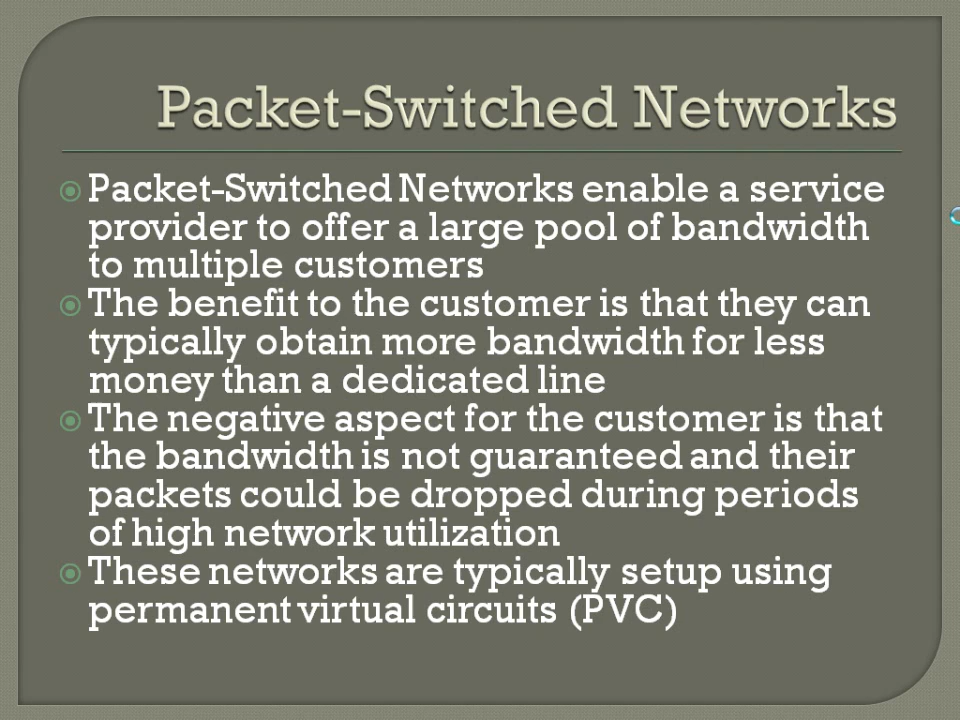 Packet-Switched Networks
Packet-Switched Networks enable a service
provider to offer a large pool of bandwidth
to multiple customers
The benefit to the customer is that they can
typically obtain more bandwidth for less
money than a dedicated line
The negative aspect for the customer is that
the bandwidth is not guaranteed and their
packets could be dropped during periods
of high network utilization
These networks are typically setup using
permanent virtual circuits (PVC)